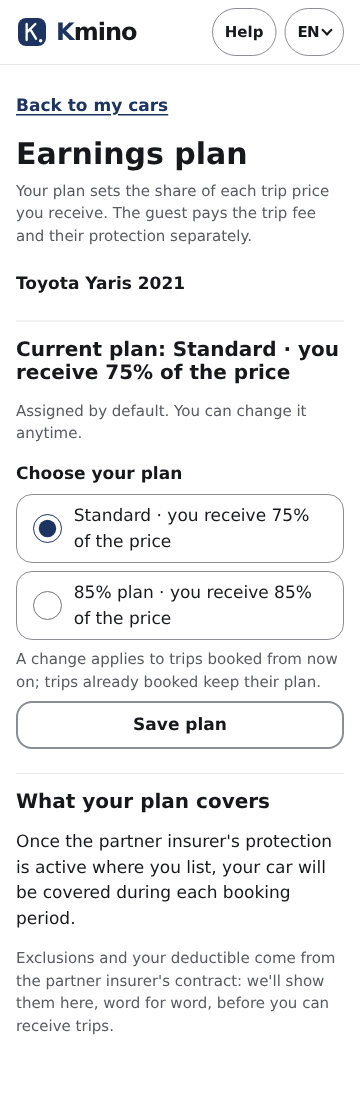 K. Kmino
Help
EN
Back to my cars
Earnings plan
Your plan sets the share of each trip price
you receive. The guest pays the trip fee
and their protection separately.
Toyota Yaris 2021
Current plan: Standard · you
receive 75% of the price
Assigned by default. You can change it
anytime.
Choose your plan
Standard · you receive 75%
of the price
85% plan · you receive 85%
of the price
A change applies to trips booked from now
on; trips already booked keep their plan.
Save plan
What your plan covers
Once the partner insurer's protection
is active where you list, your car will
be covered during each booking
period.
Exclusions and your deductible come from
the partner insurer's contract: we'll show
them here, word for word, before you can
receive trips.